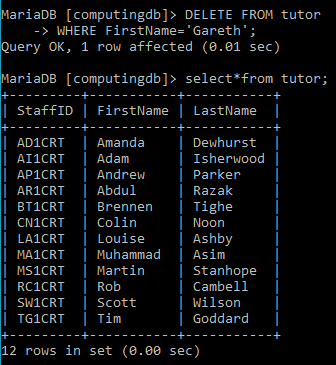 MariaDB [computingdb]> DELETE FROM tutor
    -> WHERE FirstName='Gareth';
Query OK, 1 row affected (0.01 sec)

MariaDB [computingdb]> select*from tutor;
+---------+-----------+-----------+
| StaffID | FirstName | LastName  |
+---------+-----------+-----------+
| AD1CRT  | Amanda    | Dewhurst  |
| AI1CRT  | Adam      | Isherwood |
| AP1CRT  | Andrew    | Parker    |
| AR1CRT  | Abdul     | Razak     |
| BT1CRT  | Brennen   | Tighe     |
| CN1CRT  | Colin     | Noon      |
| LA1CRT  | Louise    | Ashby     |
| MA1CRT  | Muhammad  | Asim      |
| MS1CRT  | Martin    | Stanhope  |
| RC1CRT  | Rob       | Cambell   |
| SW1CRT  | Scott     | Wilson    |
| TG1CRT  | Tim       | Goddard   |
+---------+-----------+-----------+
12 rows in set (0.00 sec)